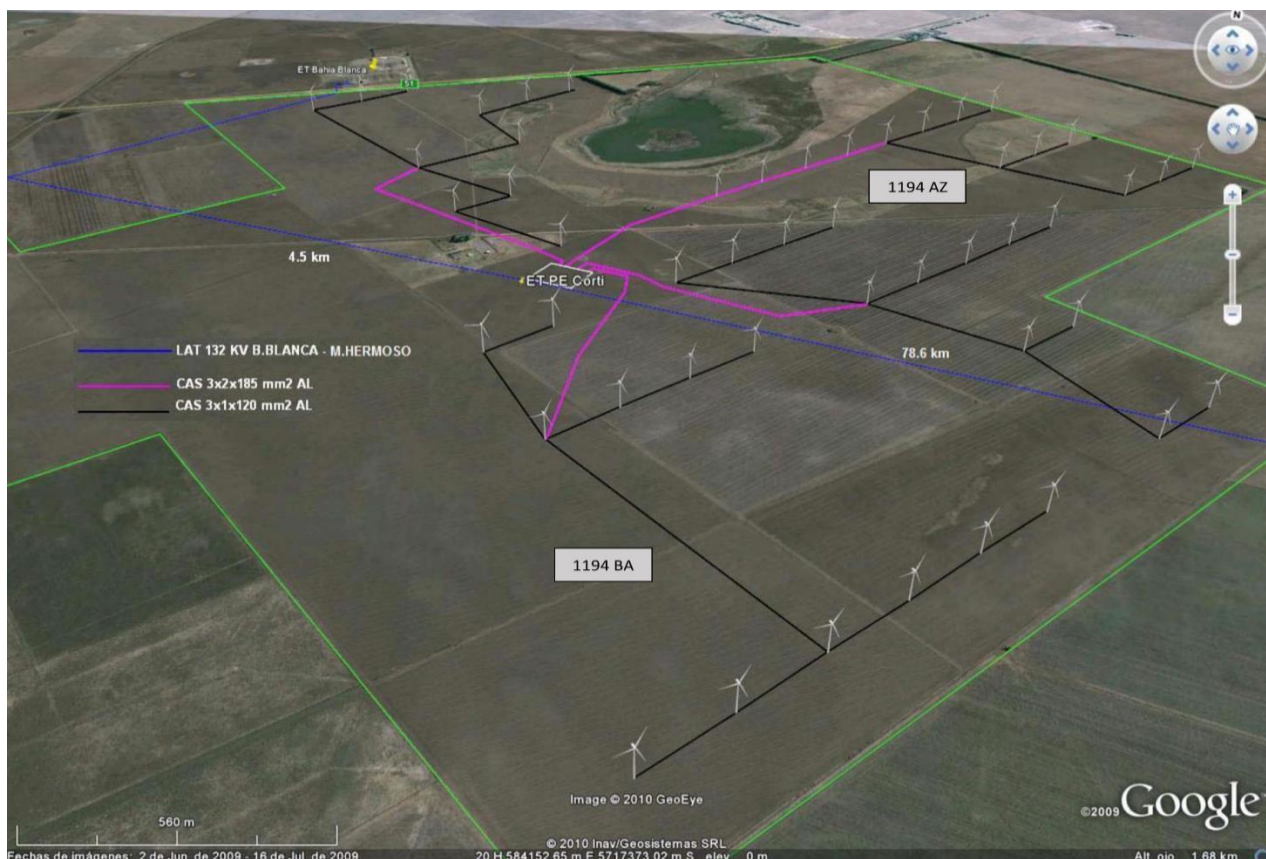 N
ET Bahia Blanca
51
1194 AZ
4.5 km
ET PE Corti
LAT 132 KV B.BLANCA - M.HERMOSO
78.6 km
CAS 3x2x185 mm2 AL
CAS 3x1x120 mm2 AL
1194 BA
Image © 2010 GeoEye
©2009 Google
560 m
© 2010 Inav/Geosistemas SRL
Fechas de imágenes: 2 de Jun. de 2009 - 16 de Jul. de 2009
20 H 584152.65 m E 5717373.02 m S elev. 0 m
Alt. ojo 1.68 km